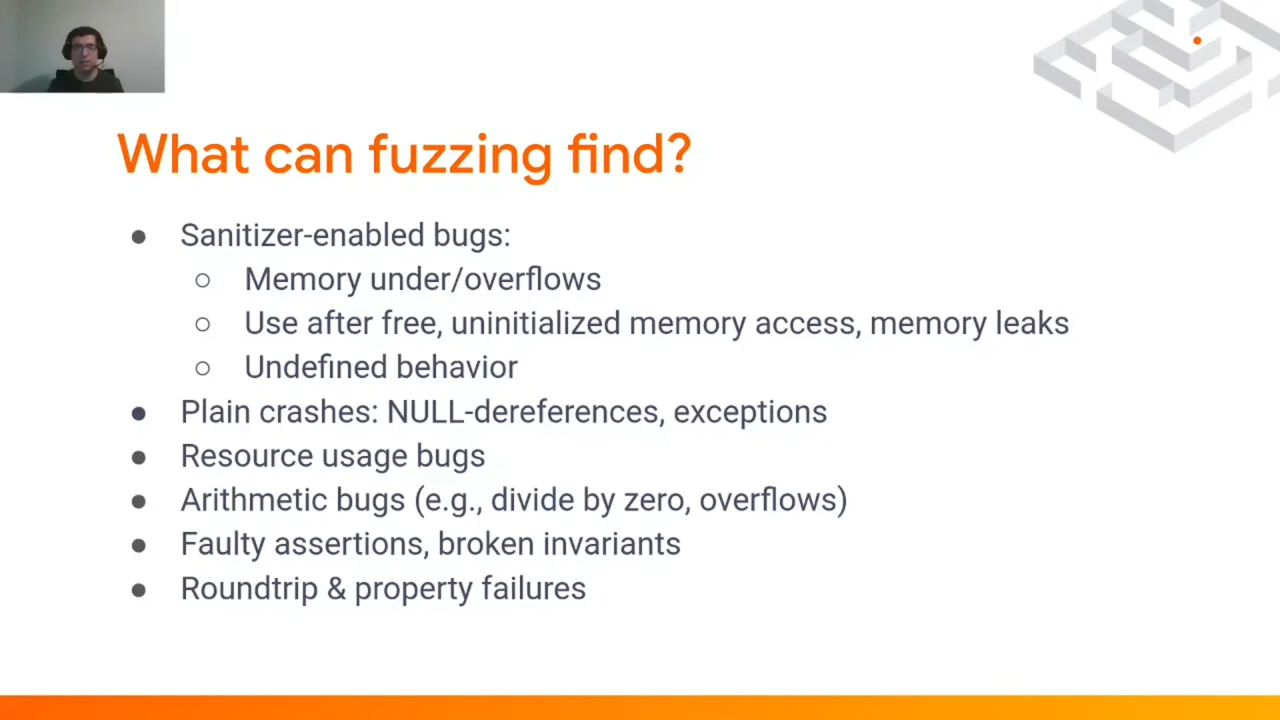 What can fuzzing find?
● Sanitizer-enabled bugs:
○ Memory under/overflows
○ Use after free, uninitialized memory access, memory leaks
○ Undefined behavior
● Plain crashes: NULL-dereferences, exceptions
● Resource usage bugs
● Arithmetic bugs (e.g., divide by zero, overflows)
● Faulty assertions, broken invariants
● Roundtrip & property failures